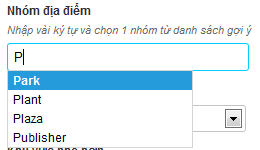 Nhóm địa điểm
Nhập vài ký tự và chọn 1 nhóm từ danh sách gợi ý
P
Park
Plant
Plaza
Publisher